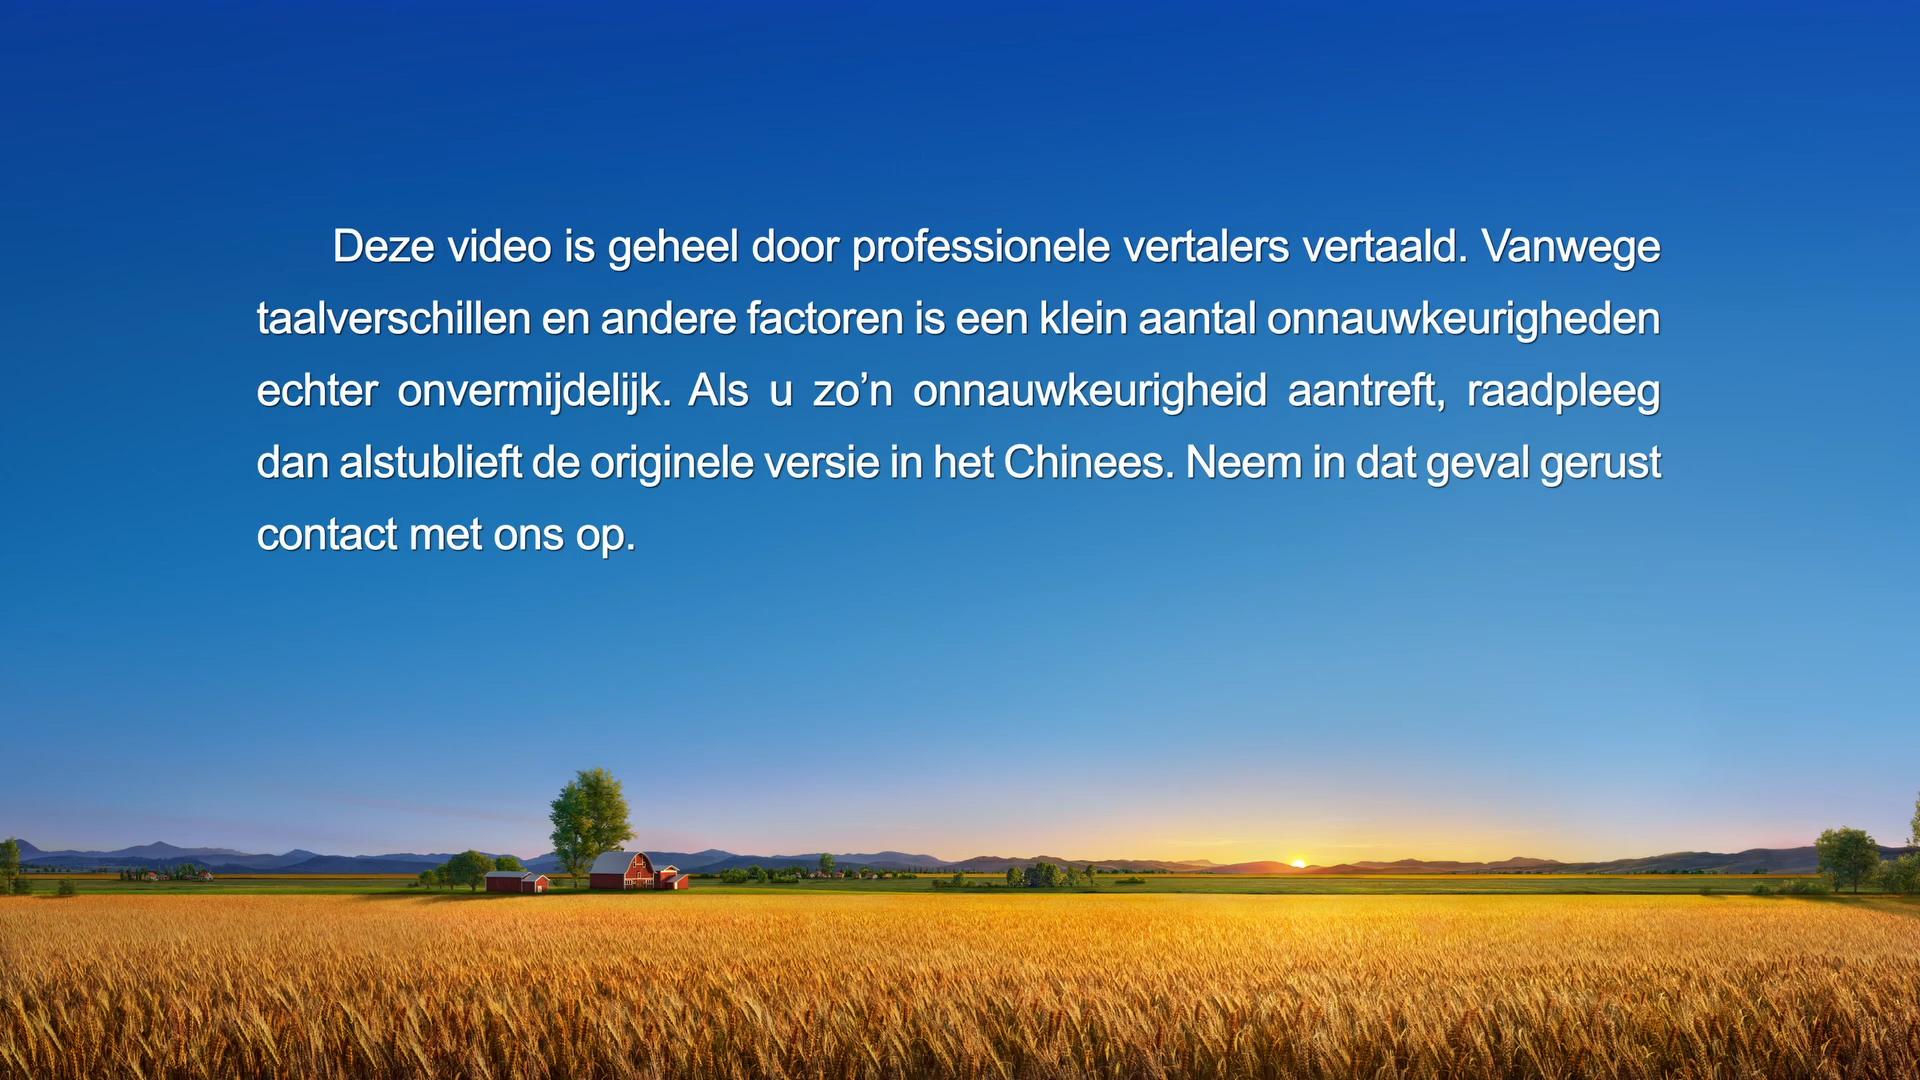 Deze video is geheel door professionele vertalers vertaald. Vanwege
taalverschillen en andere factoren is een klein aantal onnauwkeurigheden
echter onvermijdelijk. Als u zo’n onnauwkeurigheid aantreft, raadpleeg
dan alstublieft de originele versie in het Chinees. Neem in dat geval gerust
contact met ons op.